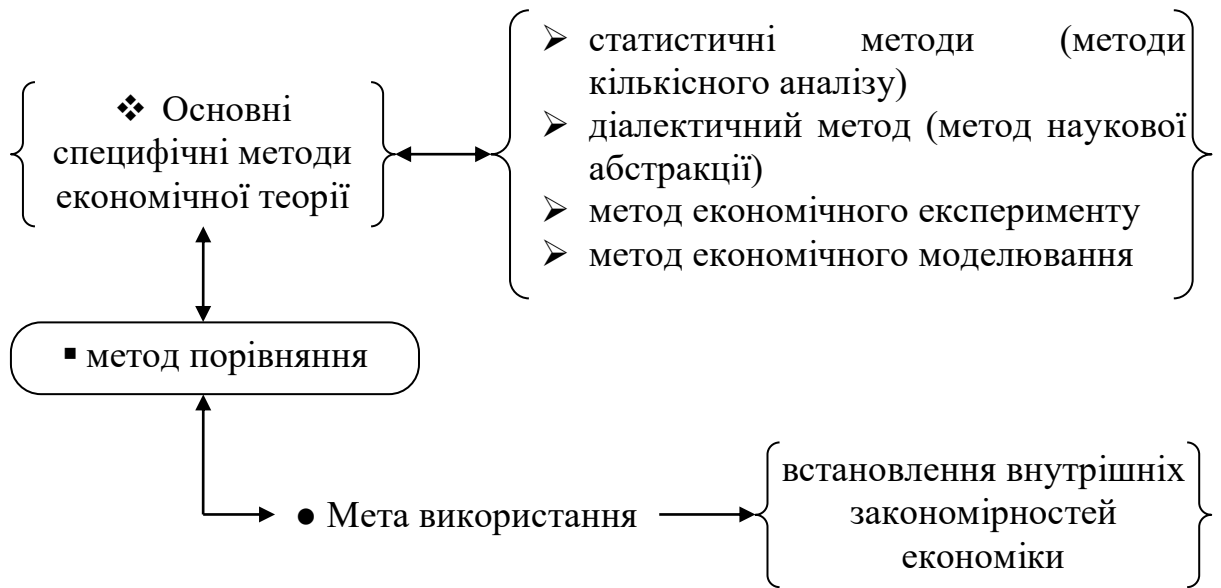 ❖ Основні
специфічні методи
економічної теорії
➢ статистичні методи (методи
кількісного аналізу)
➢ діалектичний метод (метод наукової
абстракції)
➢ метод економічного експерименту
➢ метод економічного моделювання
▪ метод порівняння
● Мета використання
встановлення внутрішніх
закономірностей
економіки